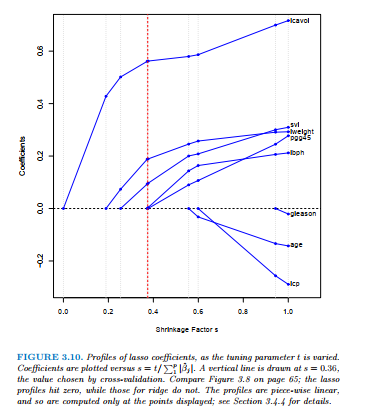 lcavol
svi
lweight
pgg45
lbph
gleason
age
lcp
Coefficients
0.6
0.4
0.2
0.0
-0.2
0.0 0.2 0.4 0.6 0.8 1.0
Shrinkage Factor s
FIGURE 3.10. Profiles of lasso coefficients, as the tuning parameter t is varied.
Coefficients are plotted versus s = t/∑₁ᵖ |β̂ⱼ|. A vertical line is drawn at s = 0.36,
the value chosen by cross-validation. Compare Figure 3.8 on page 65; the lasso
profiles hit zero, while those for ridge do not. The profiles are piece-wise linear,
and so are computed only at the points displayed; see Section 3.4.4 for details.